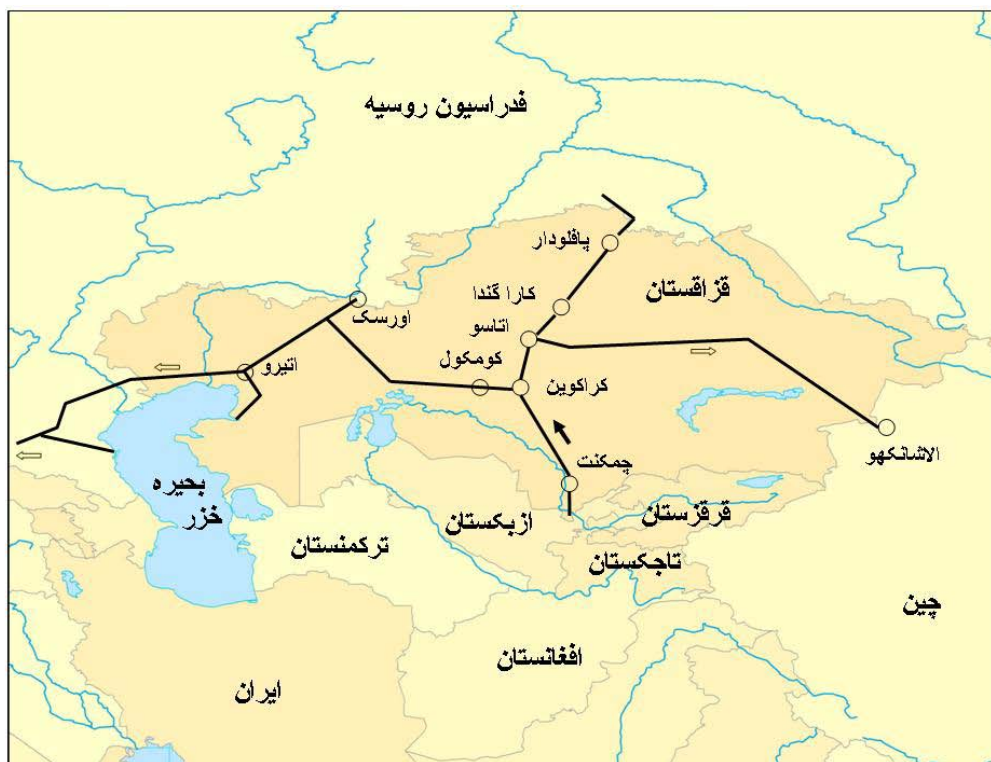 فدراسیون روسیه
پافلودار
قزاقستان
کارا گندا
اورسک
اتاسو
کومکول
اتیرو
کراکوین
الاشانکهو
چمکنت
بحیره
خزر
قرقزستان
ازبکستان
ترکمنستان
تاجکستان
چین
افغانستان
ایران